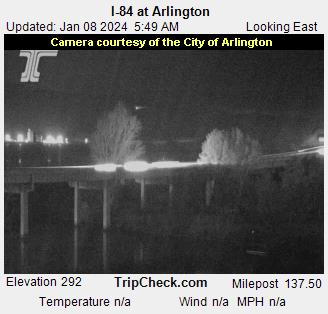 I-84 at Arlington
Updated: Jan 08 2024 5:49 AM Looking East
Camera courtesy of the City of Arlington
Elevation 292 TripCheck.com Milepost 137.50
Temperature n/a Wind n/a MPH n/a